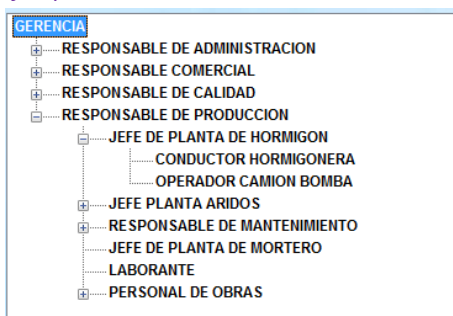 GERENCIA
RESPONSABLE DE ADMINISTRACION
RESPONSABLE COMERCIAL
RESPONSABLE DE CALIDAD
RESPONSABLE DE PRODUCCION
JEFE DE PLANTA DE HORMIGON
CONDUCTOR HORMIGONERA
OPERADOR CAMION BOMBA
JEFE PLANTA ARIDOS
RESPONSABLE DE MANTENIMIENTO
JEFE DE PLANTA DE MORTERO
LABORANTE
PERSONAL DE OBRAS